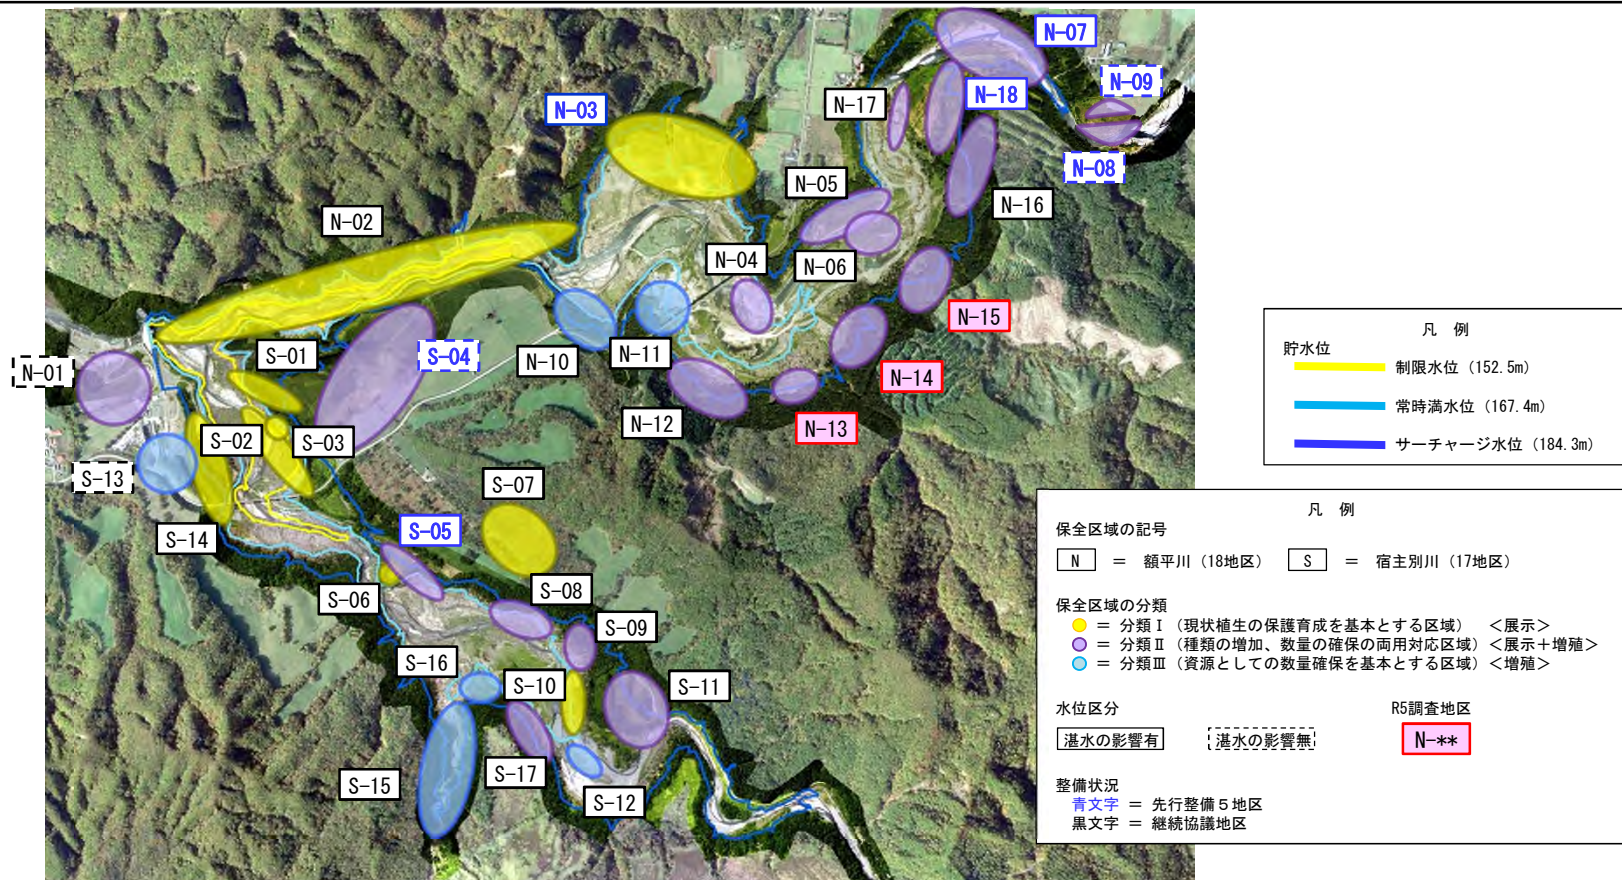 N-07
N-09
N-03
N-17
N-18
N-08
N-05
N-02
N-16
N-04
N-06
N-15
S-01
S-04
N-10
N-11
N-01
N-14
N-12
N-13
S-02
S-03
S-13
S-07
S-14
S-05
S-08
S-06
S-09
S-16
S-10
S-11
S-15
S-17
S-12
凡 例
貯水位
制限水位 (152.5m)
常時満水位 (167.4m)
サーチャージ水位 (184.3m)
凡 例
保全区域の記号
N = 額平川 (18地区) S = 宿主別川 (17地区)
保全区域の分類
= 分類Ⅰ (現状植生の保護育成を基本とする区域) <展示>
= 分類Ⅱ (種類の増加、数量の確保の両用対応区域) <展示+増殖>
= 分類Ⅲ (資源としての数量確保を基本とする区域) <増殖>
水位区分 R5調査地区
湛水の影響有 湛水の影響無 N-**
整備状況
青文字 = 先行整備5地区
黒文字 = 継続協議地区